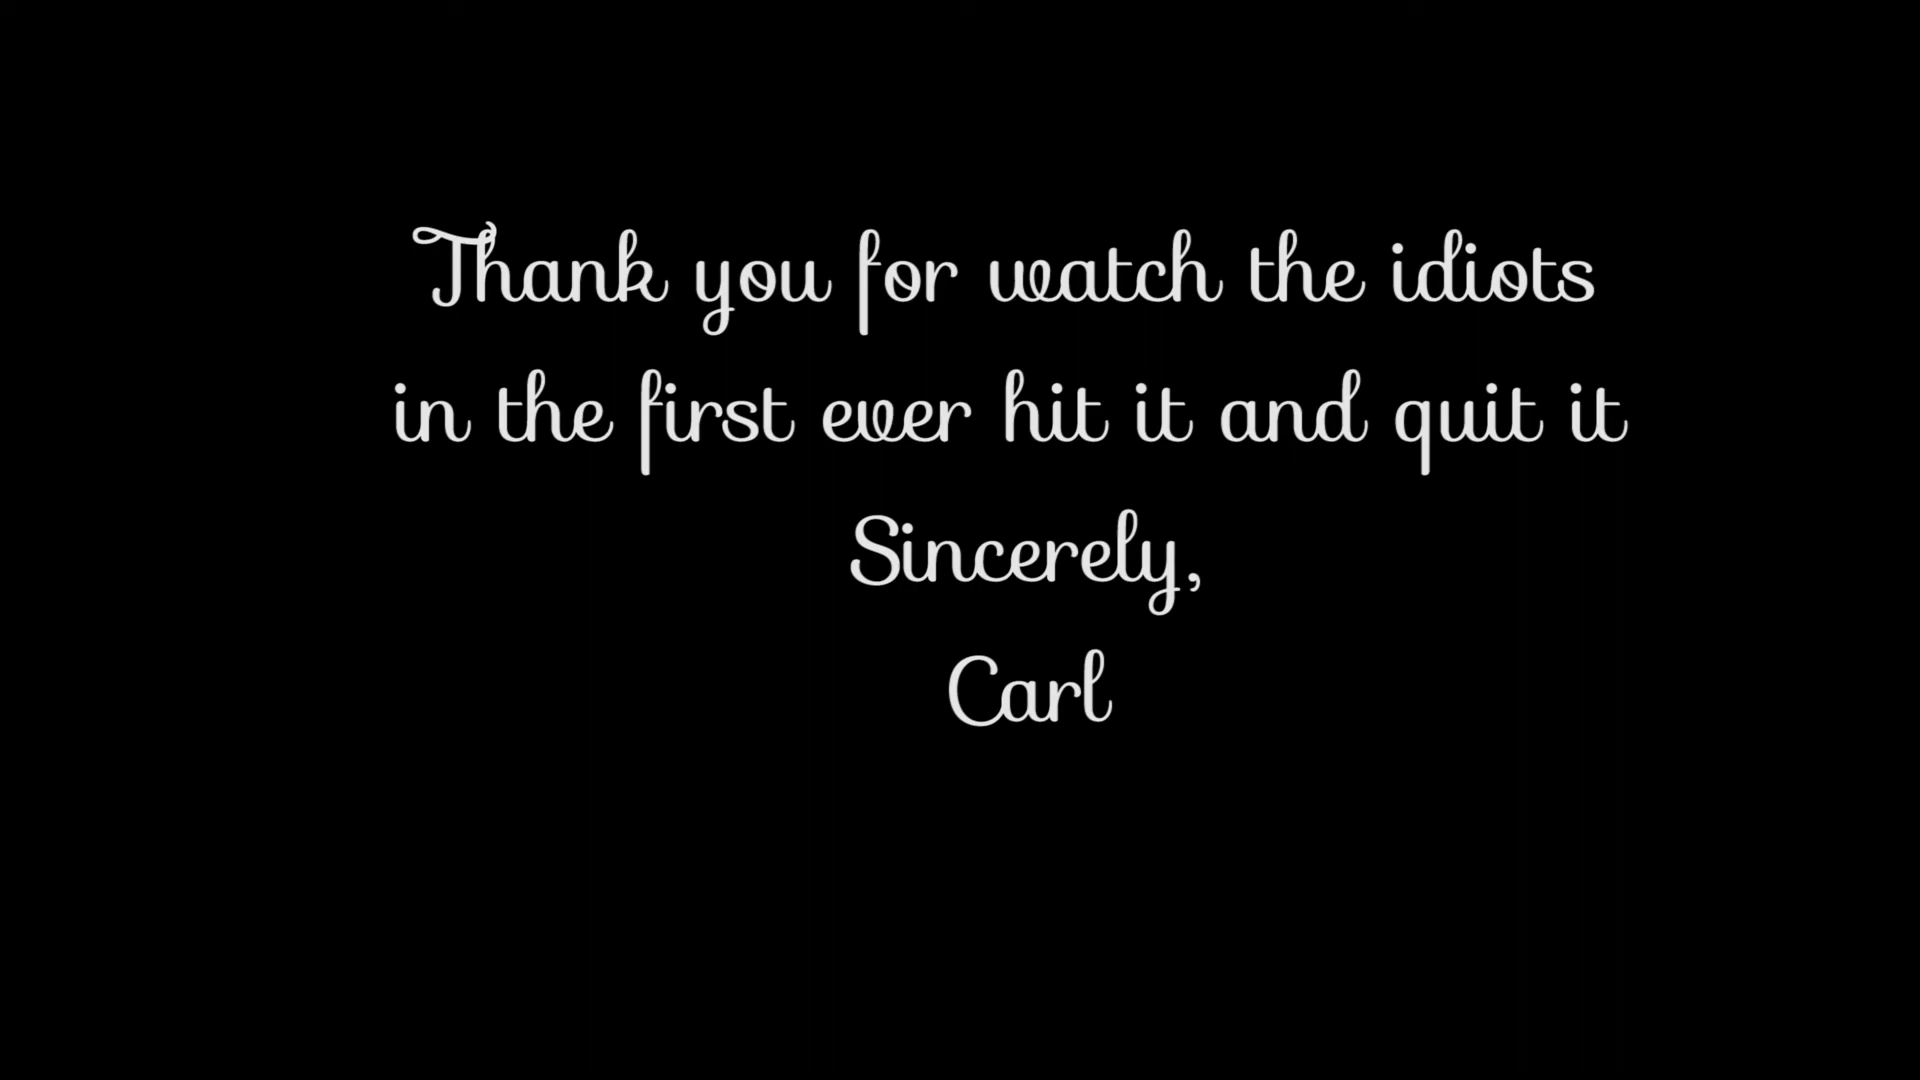 Thank you for watch the idiots
in the first ever hit it and quit it
Sincerely,
Carl